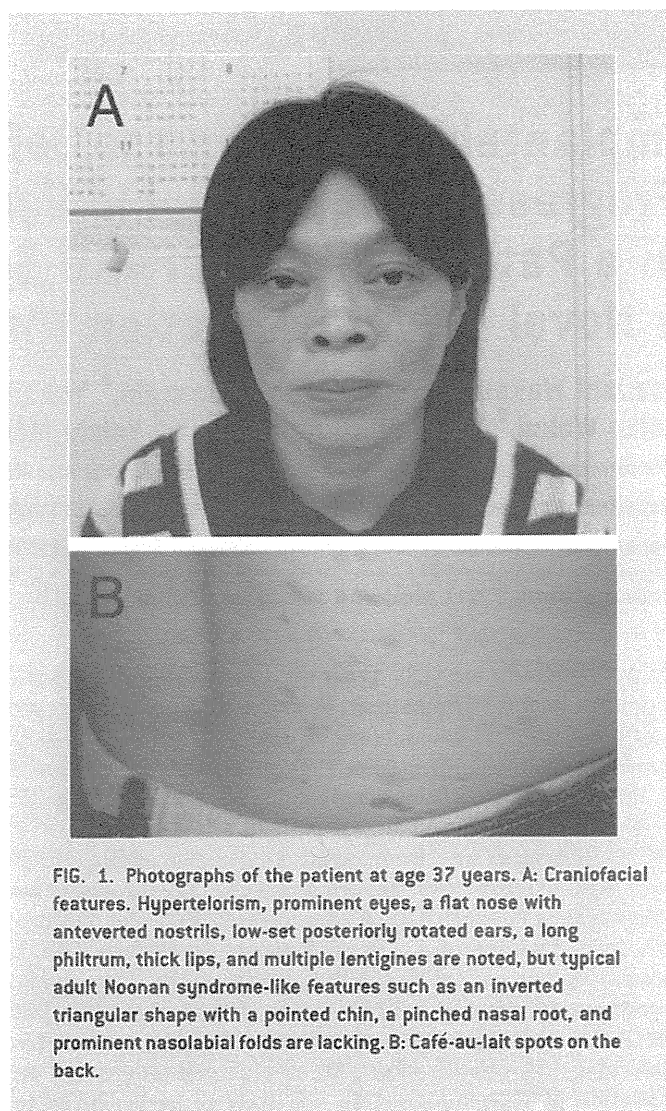 A
7
8
11
B
FIG. 1. Photographs of the patient at age 37 years. A: Craniofacial
features. Hypertelorism, prominent eyes, a flat nose with
anteverted nostrils, low-set posteriorly rotated ears, a long
philtrum, thick lips, and multiple lentigines are noted, but typical
adult Noonan syndrome-like features such as an inverted
triangular shape with a pointed chin, a pinched nasal root, and
prominent nasolabial folds are lacking. B: Café-au-lait spots on the
back.